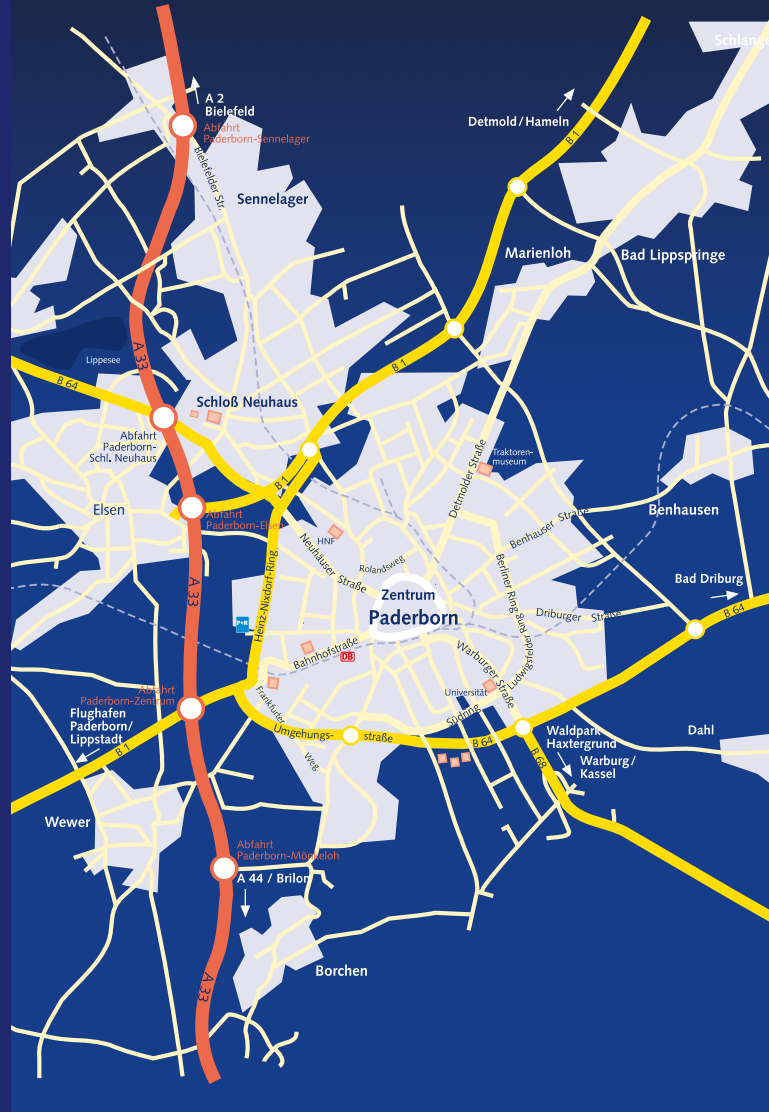 Schlange
A 2
Bielefeld
Abfahrt
Paderborn-Sennelager
Detmold / Hameln
B 1
Bielefelder Str.
Sennelager
Marienloh
Bad Lippspringe
A 33
Lippesee
B 64
B 1
Schloß Neuhaus
Abfahrt
Paderborn-
Schl. Neuhaus
Traktoren-
museum
Detmolder Straße
B 1
Elsen
Abfahrt
Paderborn-Elsen
Benhauser Straße
Benhausen
HNF
Neuhäuser Straße
Rolandsweg
Berliner Ring
Heinz-Nixdorf-Ring
A 33
Zentrum
Paderborn
Bad Driburg
B 64
Driburger Straße
P+R
Bahnhofstraße
DB
Warburger Straße
Ludwigsfelder Ring
Universität
Südring
Abfahrt
Paderborn-Zentrum
Frankfurter
Weg
Flughafen
Paderborn/
Lippstadt
B 1
Umgehungs-
straße
B 64
B 68
Waldpark
Haxtergrund
Warburg /
Kassel
Dahl
Wewer
Abfahrt
Paderborn-Mönkeloh
A 44 / Brilon
Borchen
A 33